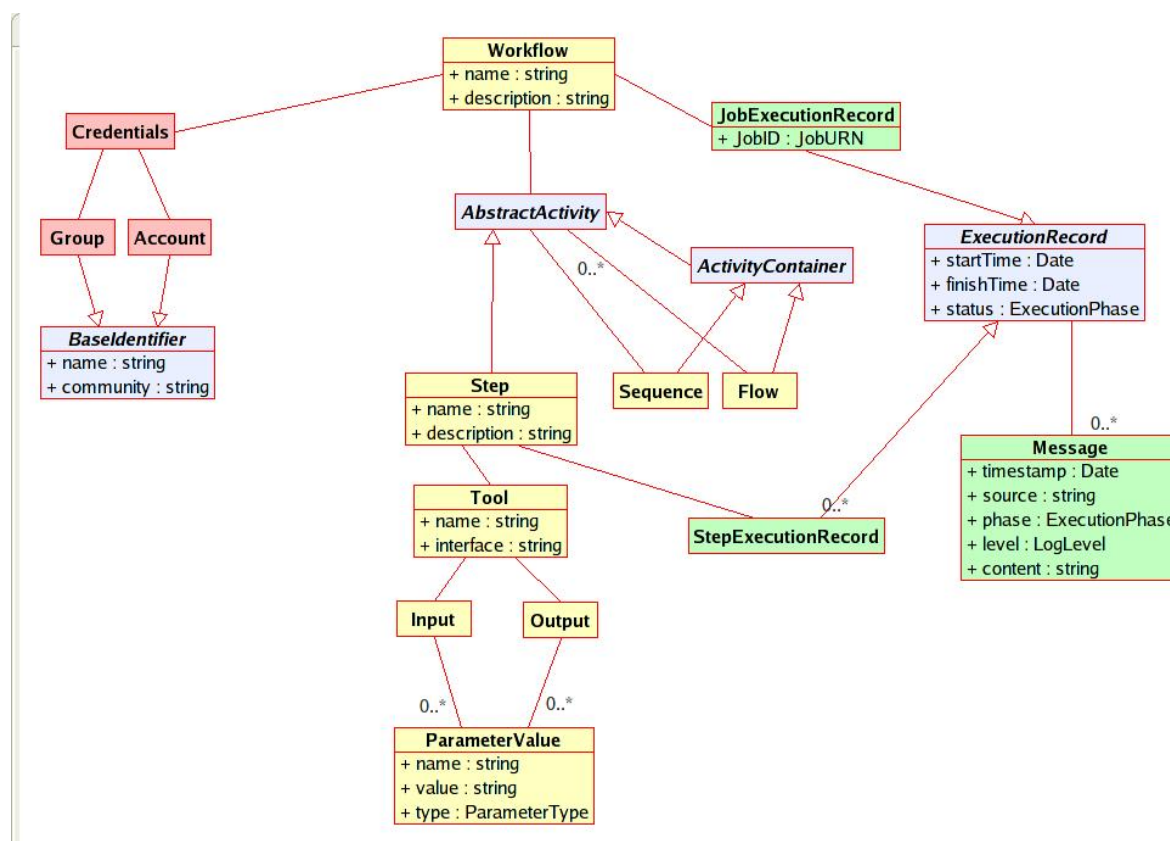 Workflow
+ name : string
+ description : string
JobExecutionRecord
+ JobID : JobURN
Credentials
AbstractActivity
Group
Account
ExecutionRecord
+ startTime : Date
+ finishTime : Date
+ status : ExecutionPhase
0..*
ActivityContainer
BaseIdentifier
+ name : string
+ community : string
Step
+ name : string
+ description : string
Sequence
Flow
0..*
Message
+ timestamp : Date
+ source : string
+ phase : ExecutionPhase
+ level : LogLevel
+ content : string
Tool
+ name : string
+ interface : string
0..*
StepExecutionRecord
Input
Output
0..*
0..*
ParameterValue
+ name : string
+ value : string
+ type : ParameterType